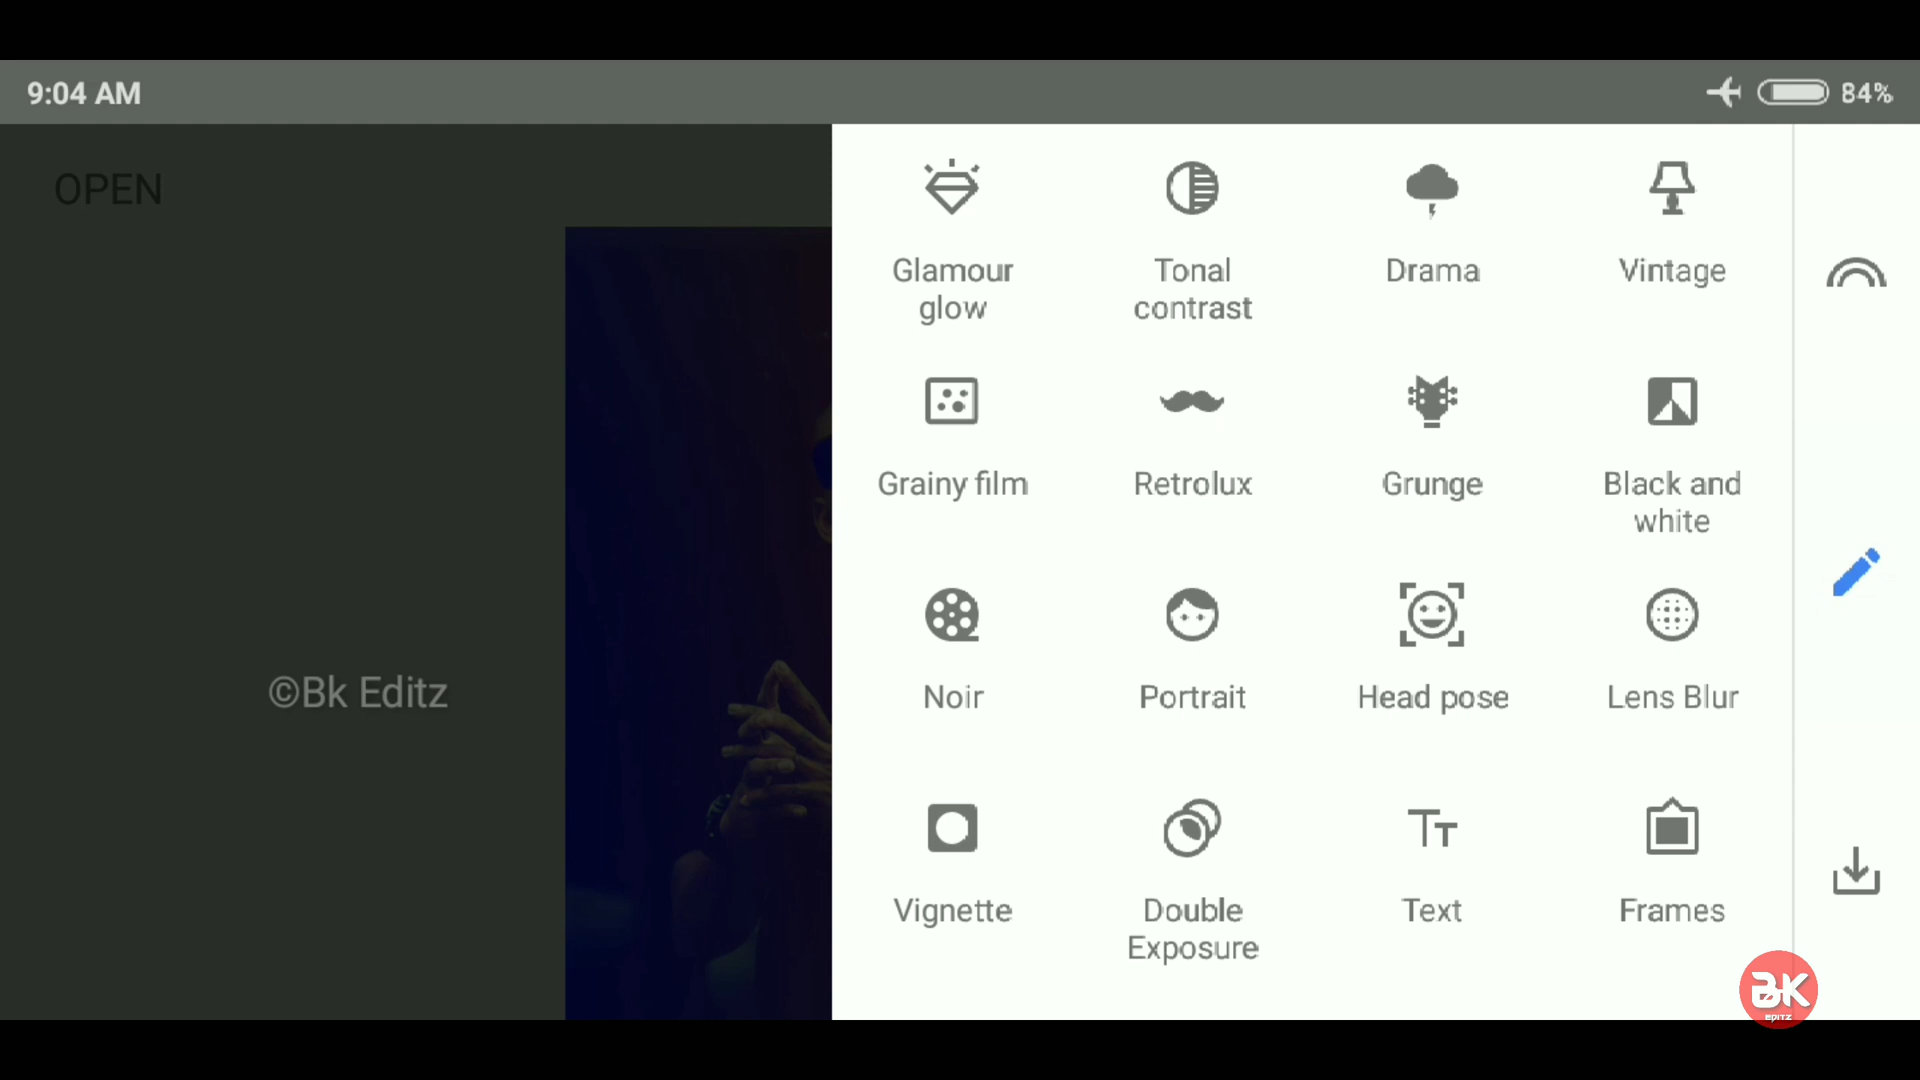 9:04 AM
84%
OPEN
Glamour
glow
Tonal
contrast
Drama
Vintage
Grainy film
Retrolux
Grunge
Black and
white
Noir
Portrait
Head pose
Lens Blur
©Bk Editz
Vignette
Double
Exposure
Text
Frames
BK
EDITZ